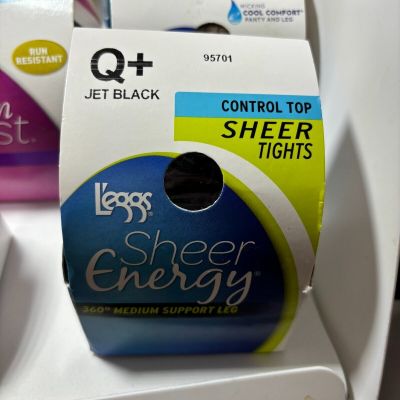 WICKING
COOL COMFORT®
PANTY AND LEG
RUN
RESISTANT
st.
Q+
95701
JET BLACK
CONTROL TOP
SHEER
TIGHTS
L'eggs®
Sheer
Energy®
360° MEDIUM SUPPORT LEG